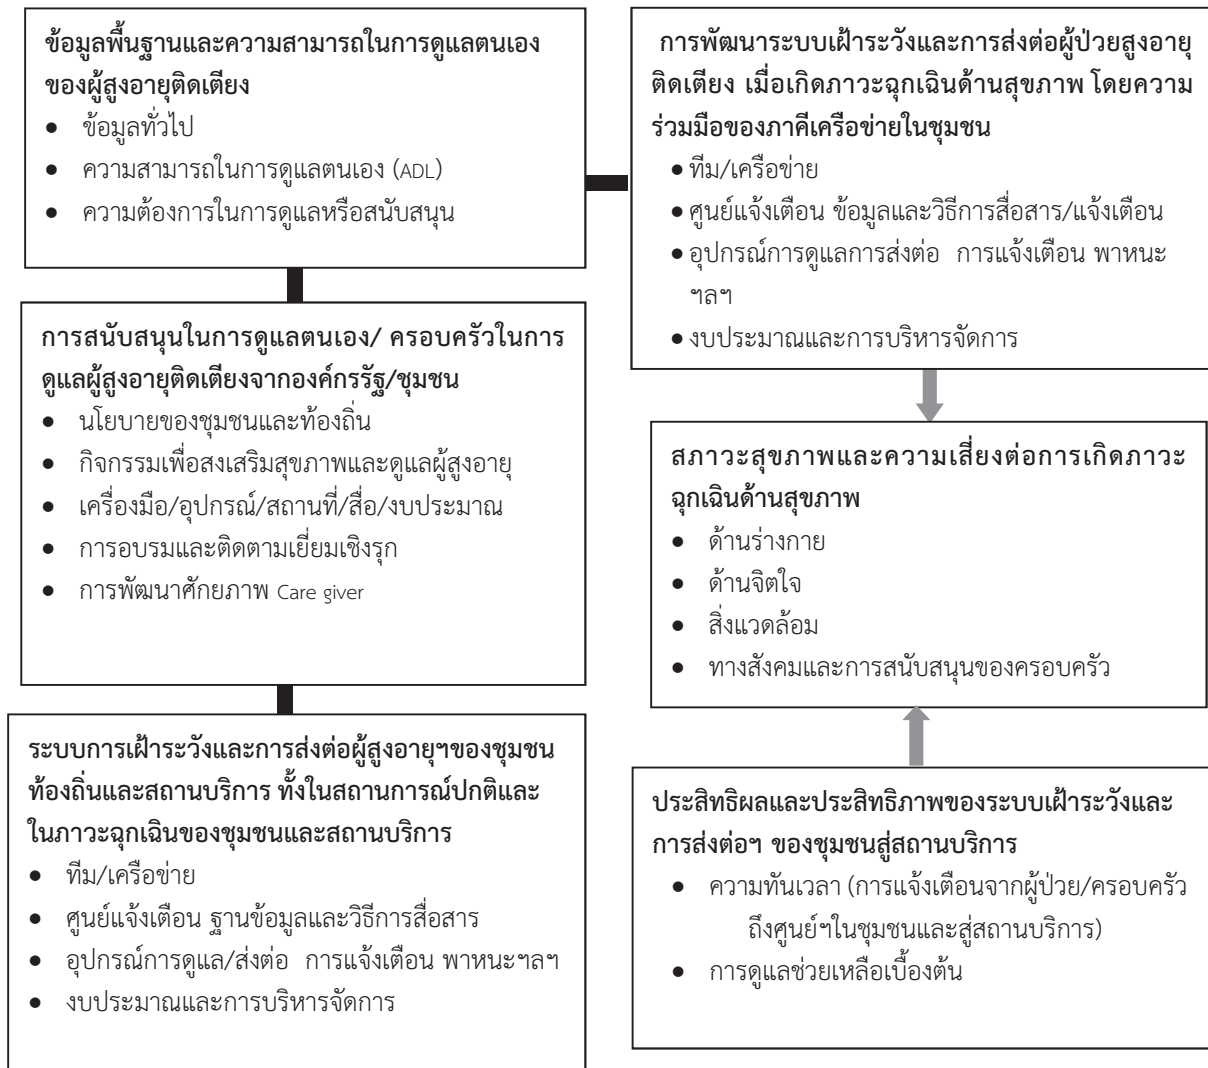 ข้อมูลพื้นฐานและความสามารถในการดูแลตนเอง
ของผู้สูงอายุติดเตียง
• ข้อมูลทั่วไป
• ความสามารถในการดูแลตนเอง (ADL)
• ความต้องการในการดูแลหรือสนับสนุน
การสนับสนุนในการดูแลตนเอง/ ครอบครัวในการ
ดูแลผู้สูงอายุติดเตียงจากองค์กรรัฐ/ชุมชน
• นโยบายของชุมชนและท้องถิ่น
• กิจกรรมเพื่อสงเสริมสุขภาพและดูแลผู้สูงอายุ
• เครื่องมือ/อุปกรณ์/สถานที่/สื่อ/งบประมาณ
• การอบรมและติดตามเยี่ยมเชิงรุก
• การพัฒนาศักยภาพ Care giver
ระบบการเฝ้าระวังและการส่งต่อผู้สูงอายุฯของชุมชน
ท้องถิ่นและสถานบริการ ทั้งในสถานการณ์ปกติและ
ในภาวะฉุกเฉินของชุมชนและสถานบริการ
• ทีม/เครือข่าย
• ศูนย์แจ้งเตือน ฐานข้อมูลและวิธีการสื่อสาร
• อุปกรณ์การดูแล/ส่งต่อ การแจ้งเตือน พาหนะฯลฯ
• งบประมาณและการบริหารจัดการ
การพัฒนาระบบเฝ้าระวังและการส่งต่อผู้ป่วยสูงอายุ
ติดเตียง เมื่อเกิดภาวะฉุกเฉินด้านสุขภาพ โดยความ
ร่วมมือของภาคีเครือข่ายในชุมชน
• ทีม/เครือข่าย
• ศูนย์แจ้งเตือน ข้อมูลและวิธีการสื่อสาร/แจ้งเตือน
• อุปกรณ์การดูแลการส่งต่อ การแจ้งเตือน พาหนะ
ฯลฯ
• งบประมาณและการบริหารจัดการ
สภาวะสุขภาพและความเสี่ยงต่อการเกิดภาวะ
ฉุกเฉินด้านสุขภาพ
• ด้านร่างกาย
• ด้านจิตใจ
• สิ่งแวดล้อม
• ทางสังคมและการสนับสนุนของครอบครัว
ประสิทธิผลและประสิทธิภาพของระบบเฝ้าระวังและ
การส่งต่อฯ ของชุมชนสู่สถานบริการ
• ความทันเวลา (การแจ้งเตือนจากผู้ป่วย/ครอบครัว
ถึงศูนย์ฯในชุมชนและสู่สถานบริการ)
• การดูแลช่วยเหลือเบื้องต้น